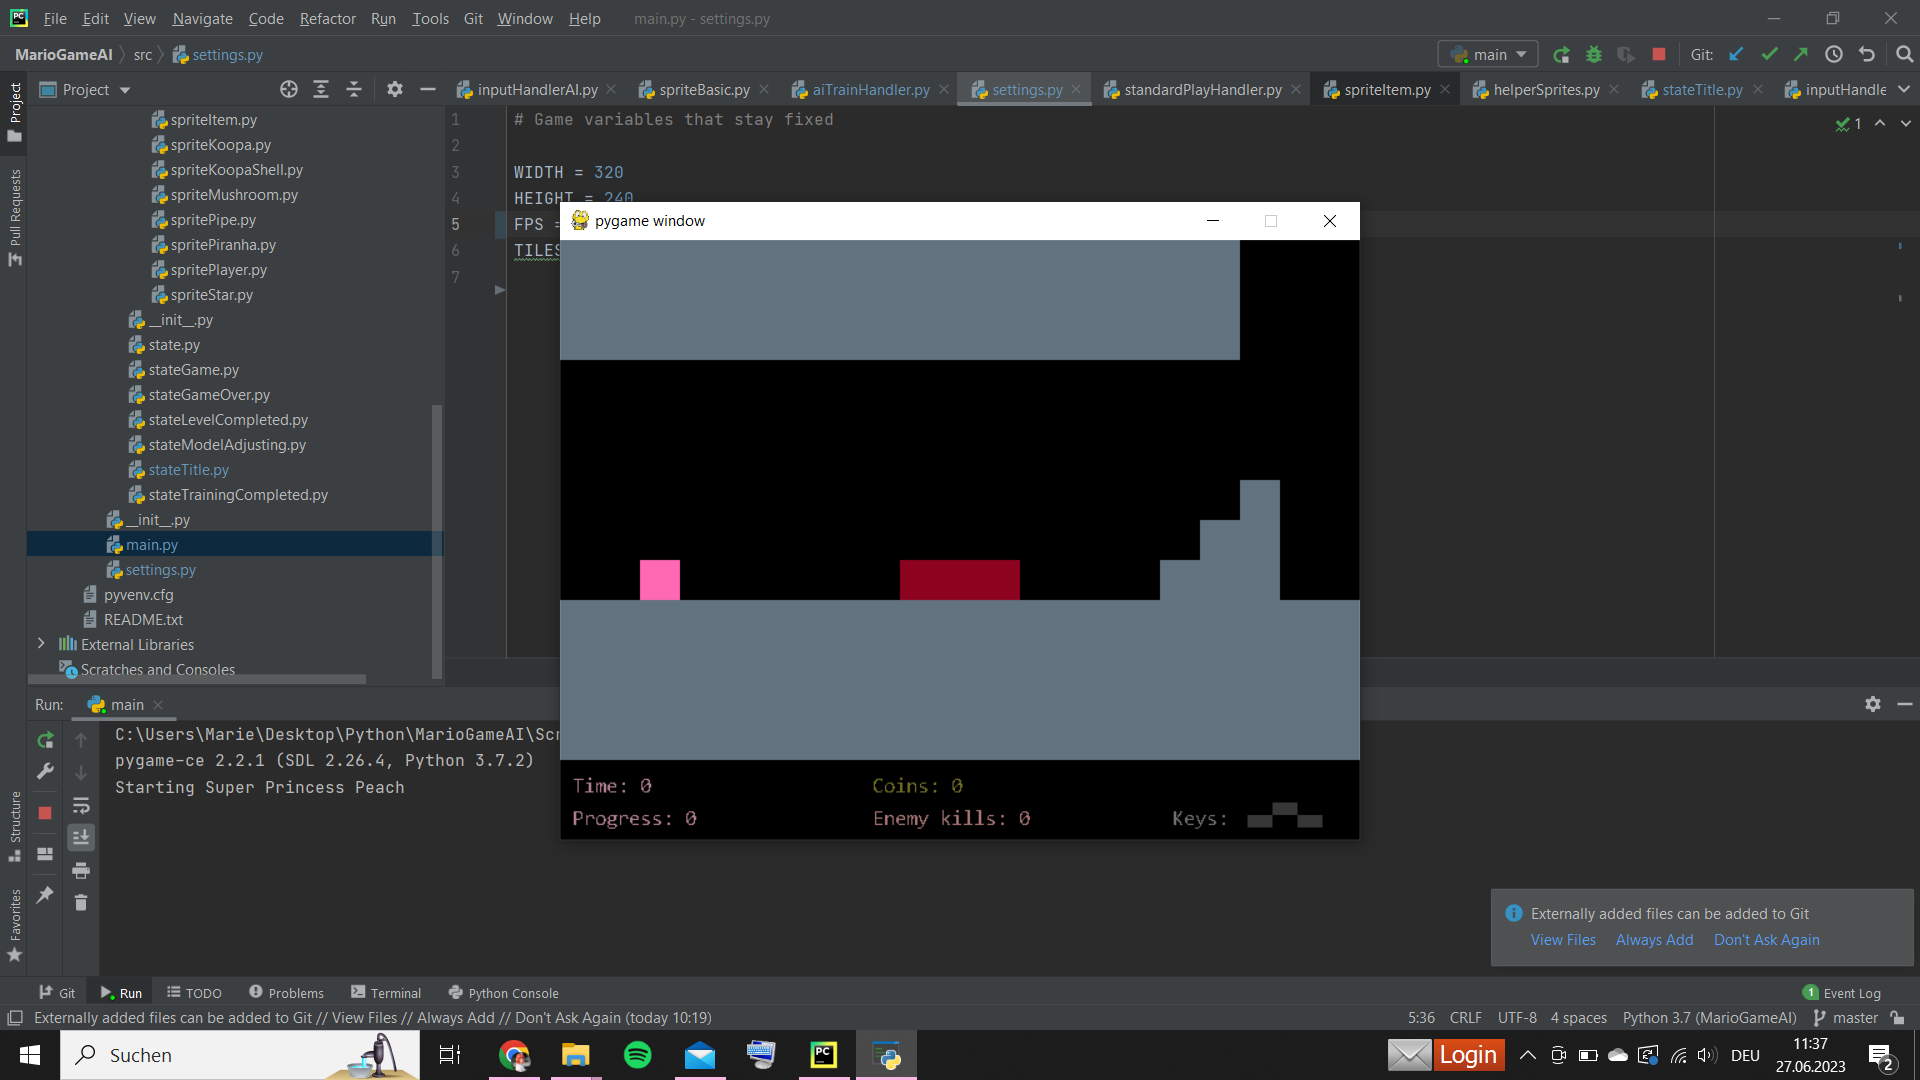 File Edit View Navigate Code Refactor Run Tools Git Window Help main.py - settings.py
MarioGameAI src settings.py
main Git:
Project
inputHandlerAI.py spriteBasic.py aiTrainHandler.py settings.py standardPlayHandler.py spriteItem.py helperSprites.py stateTitle.py inputHandle
Project
Pull Requests
Structure
Favorites
spriteItem.py
spriteKoopa.py
spriteKoopaShell.py
spriteMushroom.py
spritePipe.py
spritePiranha.py
spritePlayer.py
spriteStar.py
__init__.py
state.py
stateGame.py
stateGameOver.py
stateLevelCompleted.py
stateModelAdjusting.py
stateTitle.py
stateTrainingCompleted.py
__init__.py
main.py
settings.py
pyvenv.cfg
README.txt
External Libraries
Scratches and Consoles
1 # Game variables that stay fixed
2
3 WIDTH = 320
4 HEIGHT = 240
5 FPS =
6 TILES
7
1
pygame window
Time: 0
Coins: 0
Progress: 0
Enemy kills: 0
Keys:
Run: main
C:\Users\Marie\Desktop\Python\MarioGameAI\Scr
pygame-ce 2.2.1 (SDL 2.26.4, Python 3.7.2)
Starting Super Princess Peach
Externally added files can be added to Git
View Files Always Add Don't Ask Again
Git Run TODO Problems Terminal Python Console
1 Event Log
Externally added files can be added to Git // View Files // Always Add // Don't Ask Again (today 10:19)
5:36 CRLF UTF-8 4 spaces Python 3.7 (MarioGameAI) master
Suchen
Login
DEU
11:37
27.06.2023
2